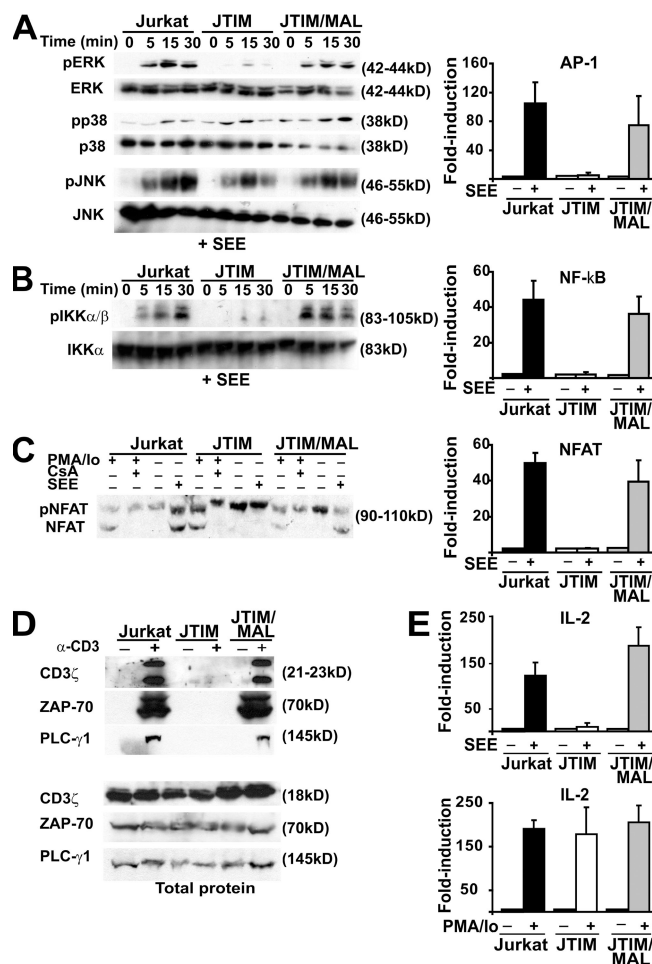 A
Jurkat JTIM JTIM/MAL
Time (min) 0 5 15 30 0 5 15 30 0 5 15 30
pERK (42-44kD)
ERK (42-44kD)
pp38 (38kD)
p38 (38kD)
pJNK (46-55kD)
JNK (46-55kD)
+ SEE
AP-1
Fold-induction
160
120
80
40
0
SEE – + – + – +
Jurkat JTIM JTIM/
MAL
B
Jurkat JTIM JTIM/MAL
Time (min) 0 5 15 30 0 5 15 30 0 5 15 30
pIKKα/β (83-105kD)
IKKα (83kD)
+ SEE
NF-kB
Fold-induction
60
40
20
0
SEE – + – + – +
Jurkat JTIM JTIM/
MAL
C
Jurkat JTIM JTIM/MAL
PMA/Io + + – – + + – – + + – –
CsA – + – – – + – – – + – –
SEE – – – + – – – + – – – +
pNFAT
NFAT
(90-110kD)
NFAT
Fold-induction
60
40
20
0
SEE – + – + – +
Jurkat JTIM JTIM/
MAL
D
Jurkat JTIM JTIM/
MAL
α-CD3 – + – + – +
CD3ζ (21-23kD)
ZAP-70 (70kD)
PLC-γ1 (145kD)
CD3ζ (18kD)
ZAP-70 (70kD)
PLC-γ1 (145kD)
Total protein
E
IL-2
Fold-induction
250
150
50
SEE – + – + – +
Jurkat JTIM JTIM/
MAL
IL-2
Fold-induction
250
150
50
PMA/Io – + – + – +
Jurkat JTIM JTIM/
MAL